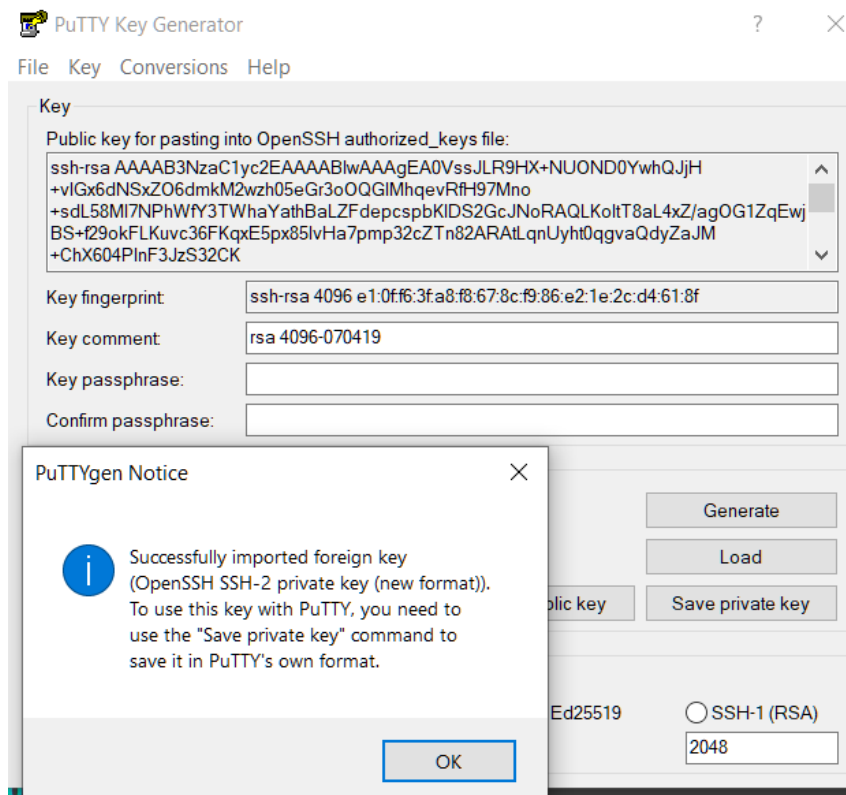 PuTTY Key Generator ?
File Key Conversions Help
Key
Public key for pasting into OpenSSH authorized_keys file:
ssh-rsa AAAAB3NzaC1yc2EAAAABIwAAAgEA0VssJLR9HX+NUOND0YwhQJjH
+vIGx6dNSxZO6dmkM2wzh05eGr3oOQGlMhqevRfH97Mno
+sdL58Ml7NPhWfY3TWhaYathBaLZFdepcspbKlDS2GcJNoRAQLKoltT8aL4xZ/agOG1ZqEwj
BS+f29okFLKuvc36FKqxE5px85lvHa7pmp32cZTn82ARAtLqnUyht0qgvaQdyZaJM
+ChX604PlnF3JzS32CK
Key fingerprint: ssh-rsa 4096 e1:0f:f6:3f:a8:f8:67:8c:f9:86:e2:1e:2c:d4:61:8f
Key comment: rsa 4096-070419
Key passphrase:
Confirm passphrase:
PuTTYgen Notice
Successfully imported foreign key
(OpenSSH SSH-2 private key (new format)).
To use this key with PuTTY, you need to
use the "Save private key" command to
save it in PuTTY's own format.
OK
Generate
Load
blic key Save private key
Ed25519 SSH-1 (RSA)
2048